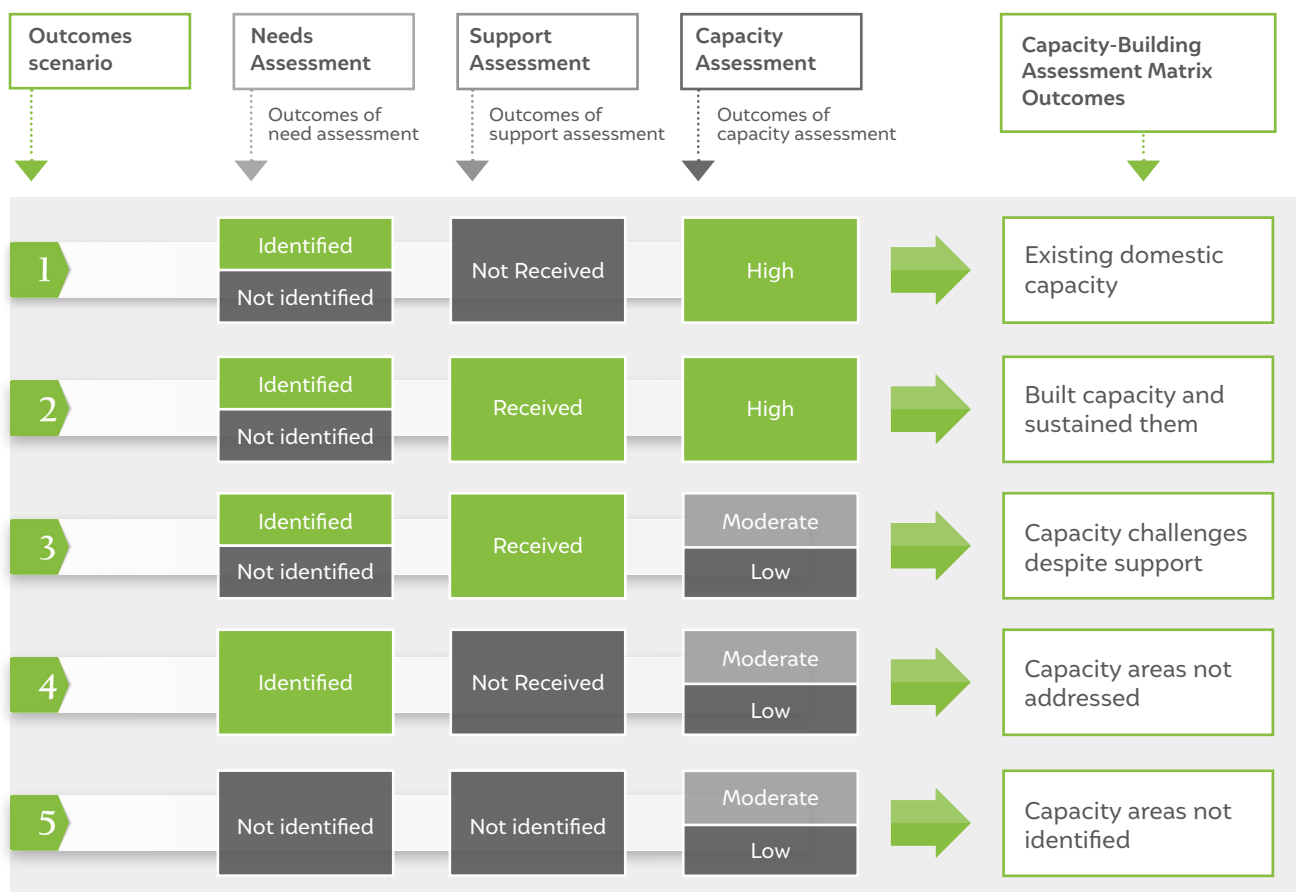 Outcomes
scenario
Needs
Assessment
Support
Assessment
Capacity
Assessment
Capacity-Building
Assessment Matrix
Outcomes
Outcomes of
need assessment
Outcomes of
support assessment
Outcomes of
capacity assessment
1
Identified
Not identified
Not Received
High
Existing domestic
capacity
2
Identified
Not identified
Received
High
Built capacity and
sustained them
3
Identified
Not identified
Received
Moderate
Low
Capacity challenges
despite support
4
Identified
Not Received
Moderate
Low
Capacity areas not
addressed
5
Not identified
Not identified
Moderate
Low
Capacity areas not
identified